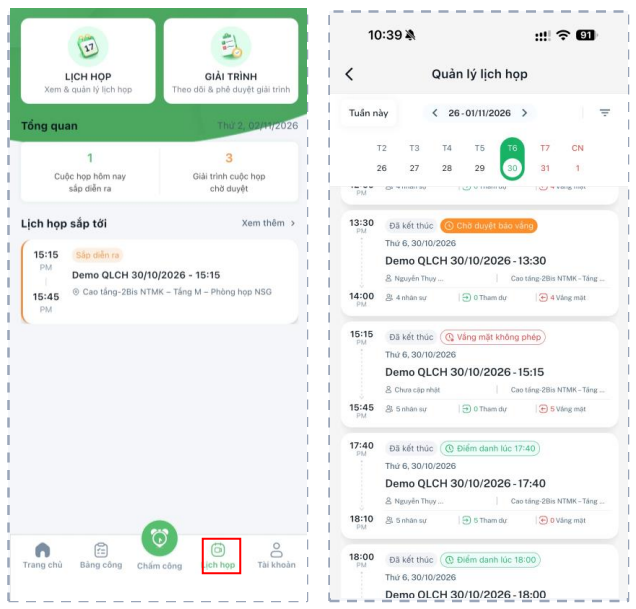 17
LỊCH HỌP
Xem & quản lý lịch họp
GIẢI TRÌNH
Theo dõi & phê duyệt giải trình
Tổng quan
Thứ 2, 02/11/2026
1
Cuộc họp hôm nay
sắp diễn ra
3
Giải trình cuộc họp
chờ duyệt
Lịch họp sắp tới
Xem thêm >
15:15
PM
15:45
PM
Sắp diễn ra
Demo QLCH 30/10/2026 - 15:15
Cao tầng-2Bis NTMK – Tầng M – Phòng họp NSG
Trang chủ
Bảng công
Chấm công
Lịch họp
Tài khoản
10:39
91
Quản lý lịch họp
Tuần này
26 - 01/11/2026
T2 T3 T4 T5 T6 T7 CN
26 27 28 29 30 31 1
PM
13:30
PM
Đã kết thúc
Chờ duyệt báo vắng
Thứ 6, 30/10/2026
Demo QLCH 30/10/2026 - 13:30
Nguyễn Thụy ...
Cao tầng-2Bis NTMK – Tầng ...
14:00
PM
4 nhân sự
0 Tham dự
4 Vắng mặt
15:15
PM
Đã kết thúc
Vắng mặt không phép
Thứ 6, 30/10/2026
Demo QLCH 30/10/2026 - 15:15
Chưa cập nhật
Cao tầng-2Bis NTMK – Tầng ...
15:45
PM
5 nhân sự
0 Tham dự
5 Vắng mặt
17:40
PM
Đã kết thúc
Điểm danh lúc 17:40
Thứ 6, 30/10/2026
Demo QLCH 30/10/2026 - 17:40
Nguyễn Thụy ...
Cao tầng-2Bis NTMK – Tầng ...
18:10
PM
5 nhân sự
5 Tham dự
0 Vắng mặt
18:00
PM
Đã kết thúc
Điểm danh lúc 18:00
Thứ 6, 30/10/2026
Demo QLCH 30/10/2026 - 18:00